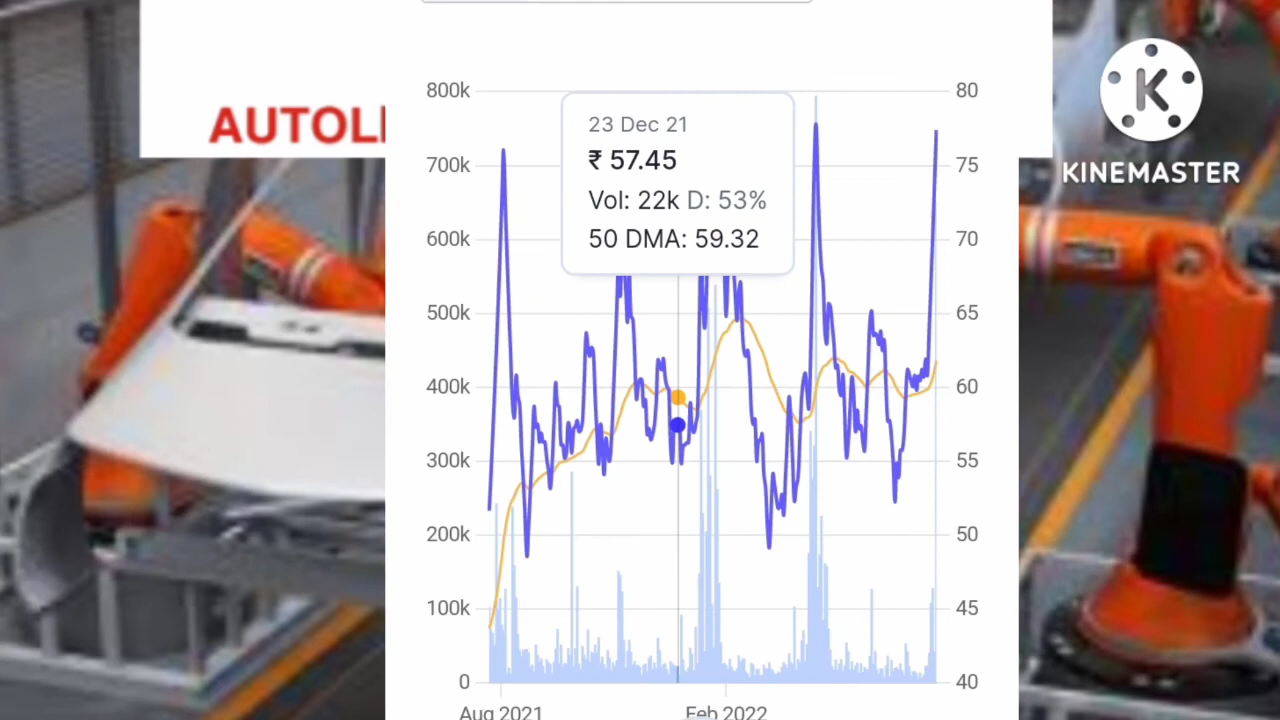 800k
80
23 Dec 21
₹ 57.45
Vol: 22k D: 53%
50 DMA: 59.32
AUTOL
KINEMASTER
700k
75
600k
70
500k
65
400k
60
300k
55
200k
50
100k
45
0
40
Aug 2021
Feb 2022